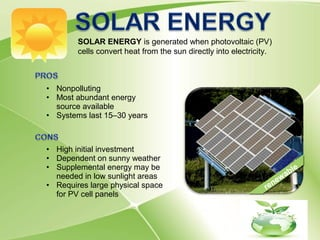 SOLAR ENERGY
SOLAR ENERGY is generated when photovoltaic (PV)
cells convert heat from the sun directly into electricity.
PROS
• Nonpolluting
• Most abundant energy
source available
• Systems last 15–30 years
CONS
• High initial investment
• Dependent on sunny weather
• Supplemental energy may be
needed in low sunlight areas
• Requires large physical space
for PV cell panels
renewable